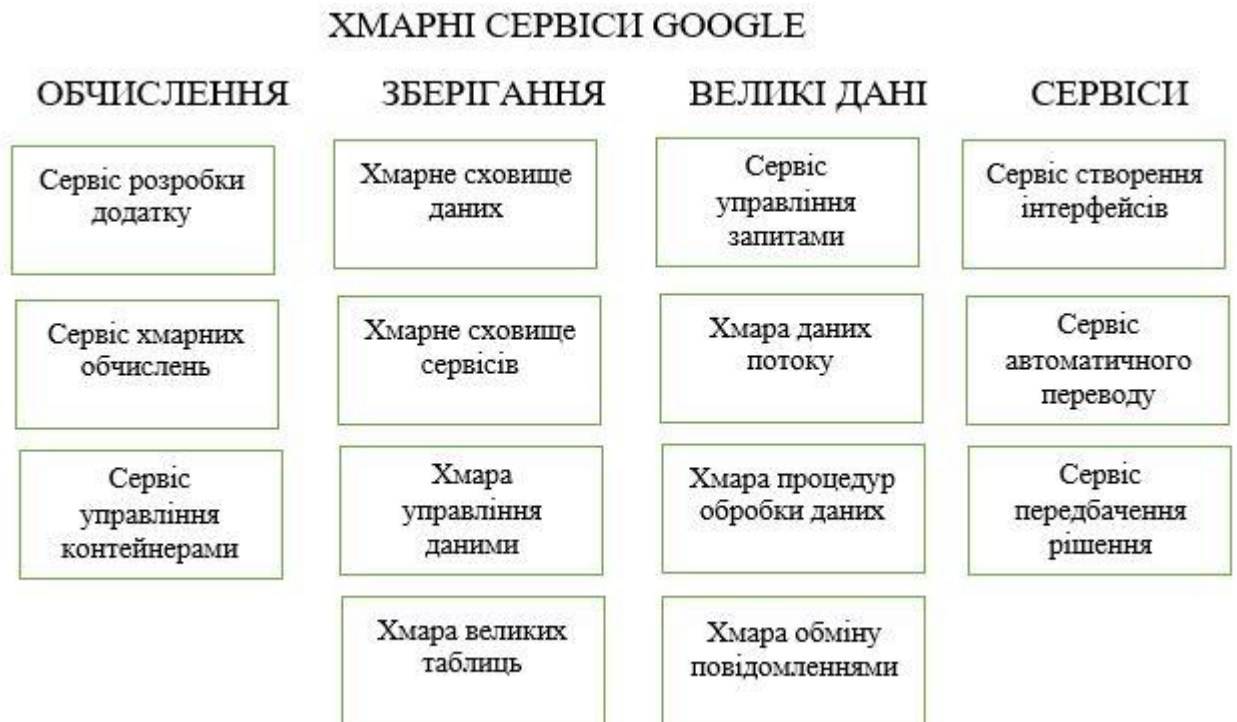 ХМАРНІ СЕРВІСИ GOOGLE
ОБЧИСЛЕННЯ
Сервіс розробки
додатку
Сервіс хмарних
обчислень
Сервіс
управління
контейнерами
ЗБЕРІГАННЯ
Хмарне сховище
даних
Хмарне сховище
сервісів
Хмара
управління
даними
Хмара великих
таблиць
ВЕЛИКІ ДАНІ
Сервіс
управління
запитами
Хмара даних
потоку
Хмара процедур
обробки даних
Хмара обміну
повідомленнями
СЕРВІСИ
Сервіс створення
інтерфейсів
Сервіс
автоматичного
переводу
Сервіс
передбачення
рішення